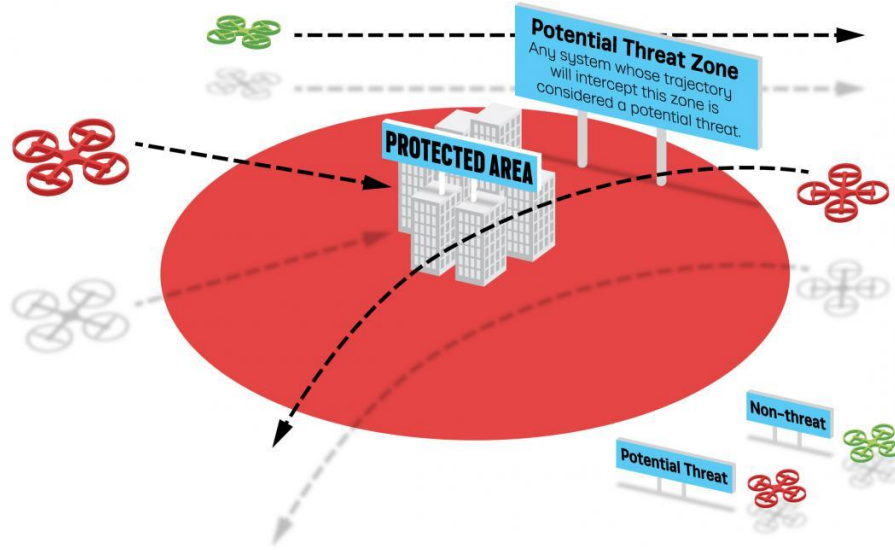 Potential Threat Zone
Any system whose trajectory
will intercept this zone is
considered a potential threat.
PROTECTED AREA
Non-threat
Potential Threat